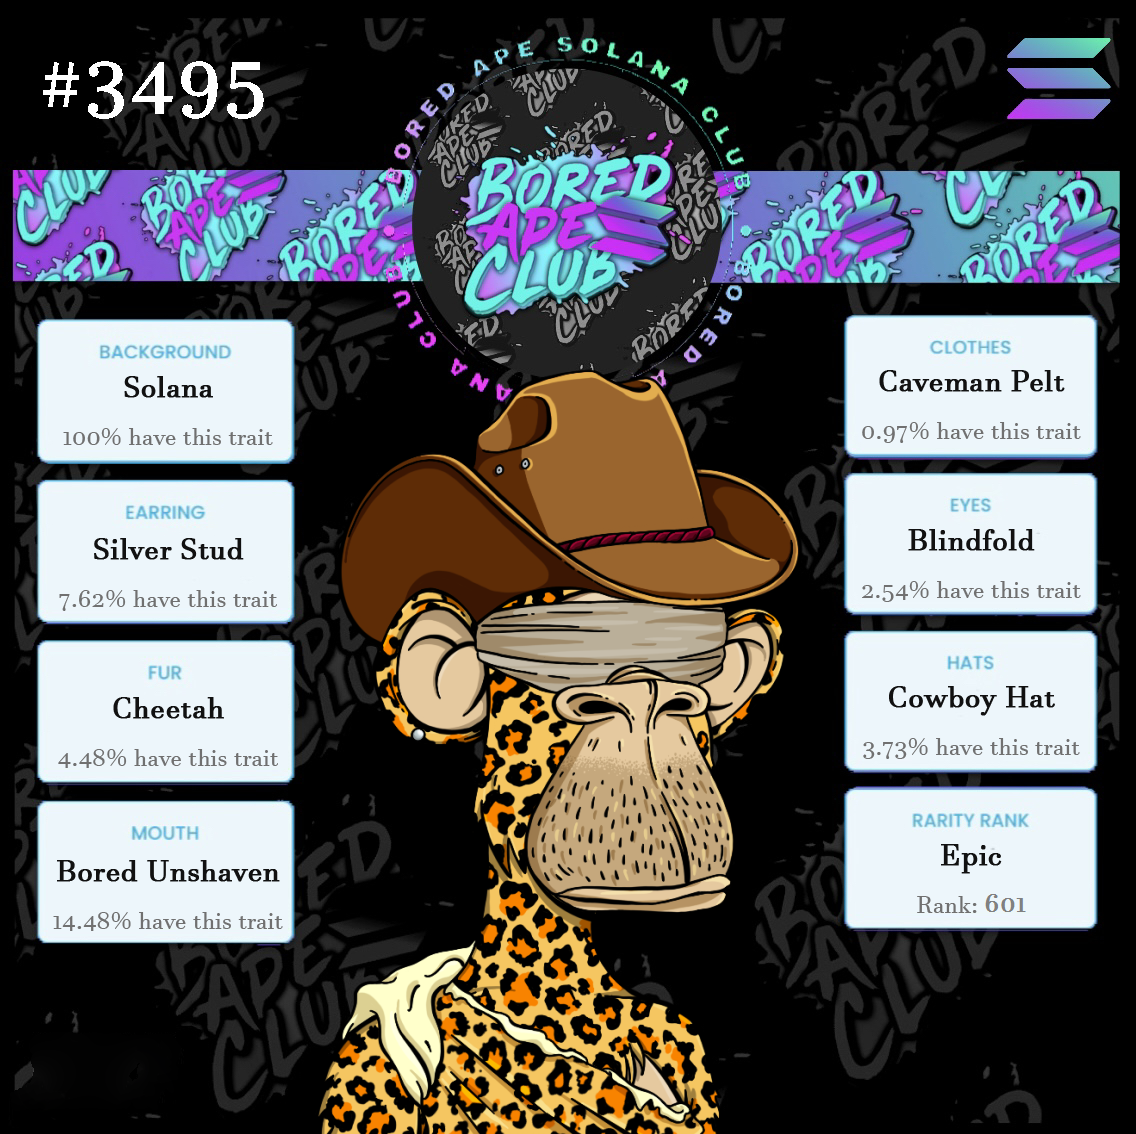 #3495
BORED APE SOLANA CLUB
BORED
APE
CLUB
BACKGROUND
Solana
100% have this trait
EARRING
Silver Stud
7.62% have this trait
FUR
Cheetah
4.48% have this trait
MOUTH
Bored Unshaven
14.48% have this trait
CLOTHES
Caveman Pelt
0.97% have this trait
EYES
Blindfold
2.54% have this trait
HATS
Cowboy Hat
3.73% have this trait
RARITY RANK
Epic
Rank: 601